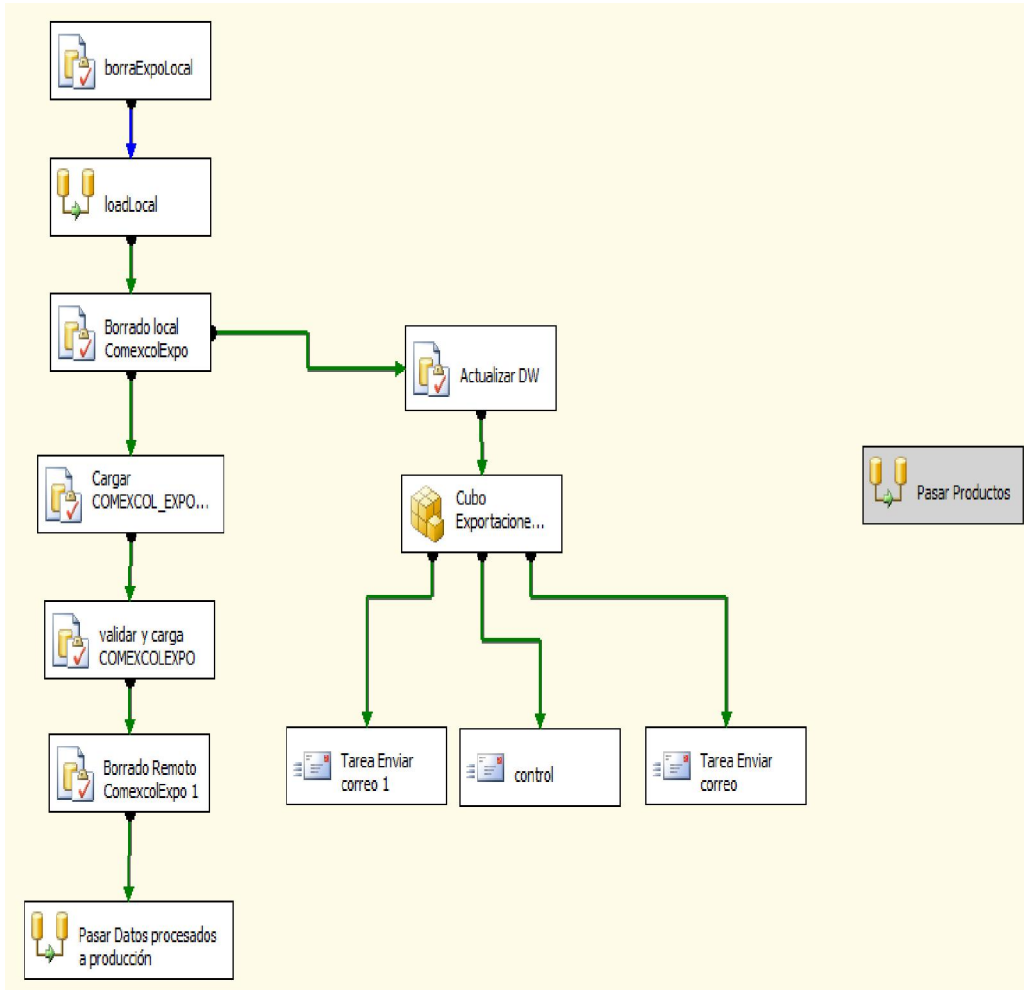 borraExpoLocal
loadLocal
Borrado local
ComexcolExpo
Actualizar DW
Cargar
COMEXCOL_EXPO...
Cubo
Exportacione...
Pasar Productos
validar y carga
COMEXCOLEXPO
Borrado Remoto
ComexcolExpo 1
Tarea Enviar
correo 1
control
Tarea Enviar
correo
Pasar Datos procesados
a producción